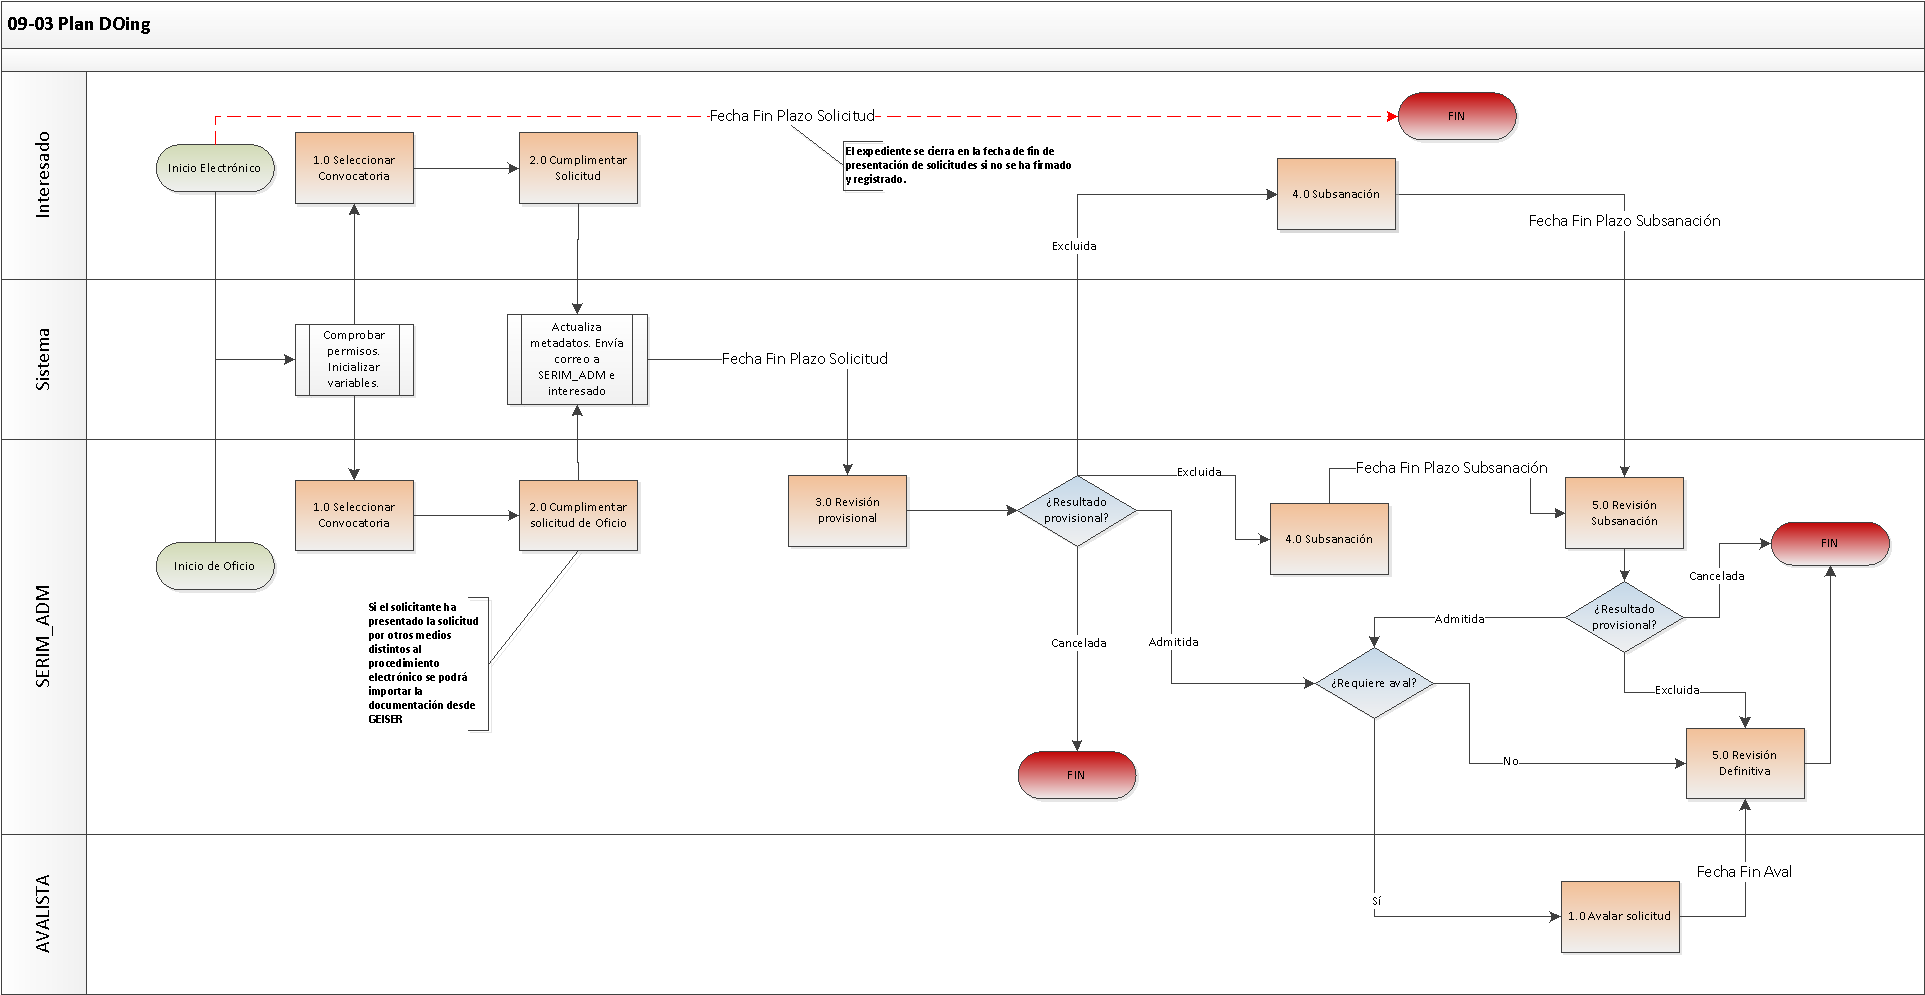 09-03 Plan DOing
Interesado
Fecha Fin Plazo Solicitud
FIN
Inicio Electrónico
1.0 Seleccionar
Convocatoria
2.0 Cumplimentar
Solicitud
El expediente se cierra en la fecha de fin de
presentación de solicitudes si no se ha firmado
y registrado.
4.0 Subsanación
Fecha Fin Plazo Subsanación
Excluida
Sistema
Comprobar
permisos.
Inicializar
variables.
Actualiza
metadatos. Envía
correo a
SERIM_ADM e
interesado
Fecha Fin Plazo Solicitud
SERIM_ADM
1.0 Seleccionar
Convocatoria
2.0 Cumplimentar
solicitud de Oficio
Inicio de Oficio
Si el solicitante ha
presentado la solicitud
por otros medios
distintos al
procedimiento
electrónico se podrá
importar la
documentación desde
GEISER
3.0 Revisión
provisional
¿Resultado
provisional?
Excluida
Fecha Fin Plazo Subsanación
4.0 Subsanación
5.0 Revisión
Subsanación
FIN
Cancelada
¿Resultado
provisional?
Admitida
Cancelada
Admitida
¿Requiere aval?
Excluida
No
5.0 Revisión
Definitiva
FIN
AVALISTA
Fecha Fin Aval
Sí
1.0 Avalar solicitud